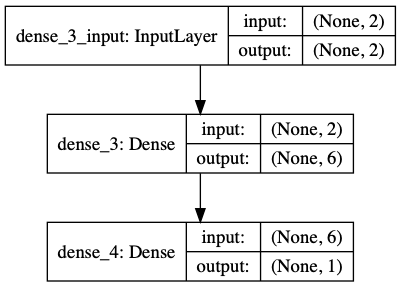 dense_3_input: InputLayer
input:
(None, 2)
output:
(None, 2)
dense_3: Dense
input:
(None, 2)
output:
(None, 6)
dense_4: Dense
input:
(None, 6)
output:
(None, 1)